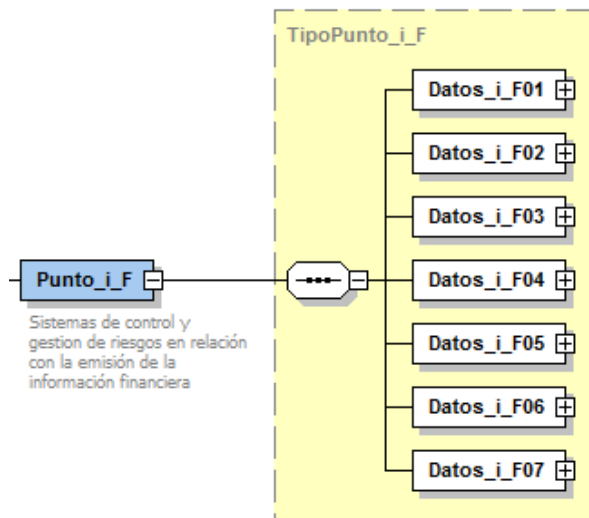 TipoPunto_i_F
Datos_i_F01
Datos_i_F02
Datos_i_F03
Punto_i_F
Datos_i_F04
Sistemas de control y
gestion de riesgos en relación
con la emisión de la
información financiera
Datos_i_F05
Datos_i_F06
Datos_i_F07